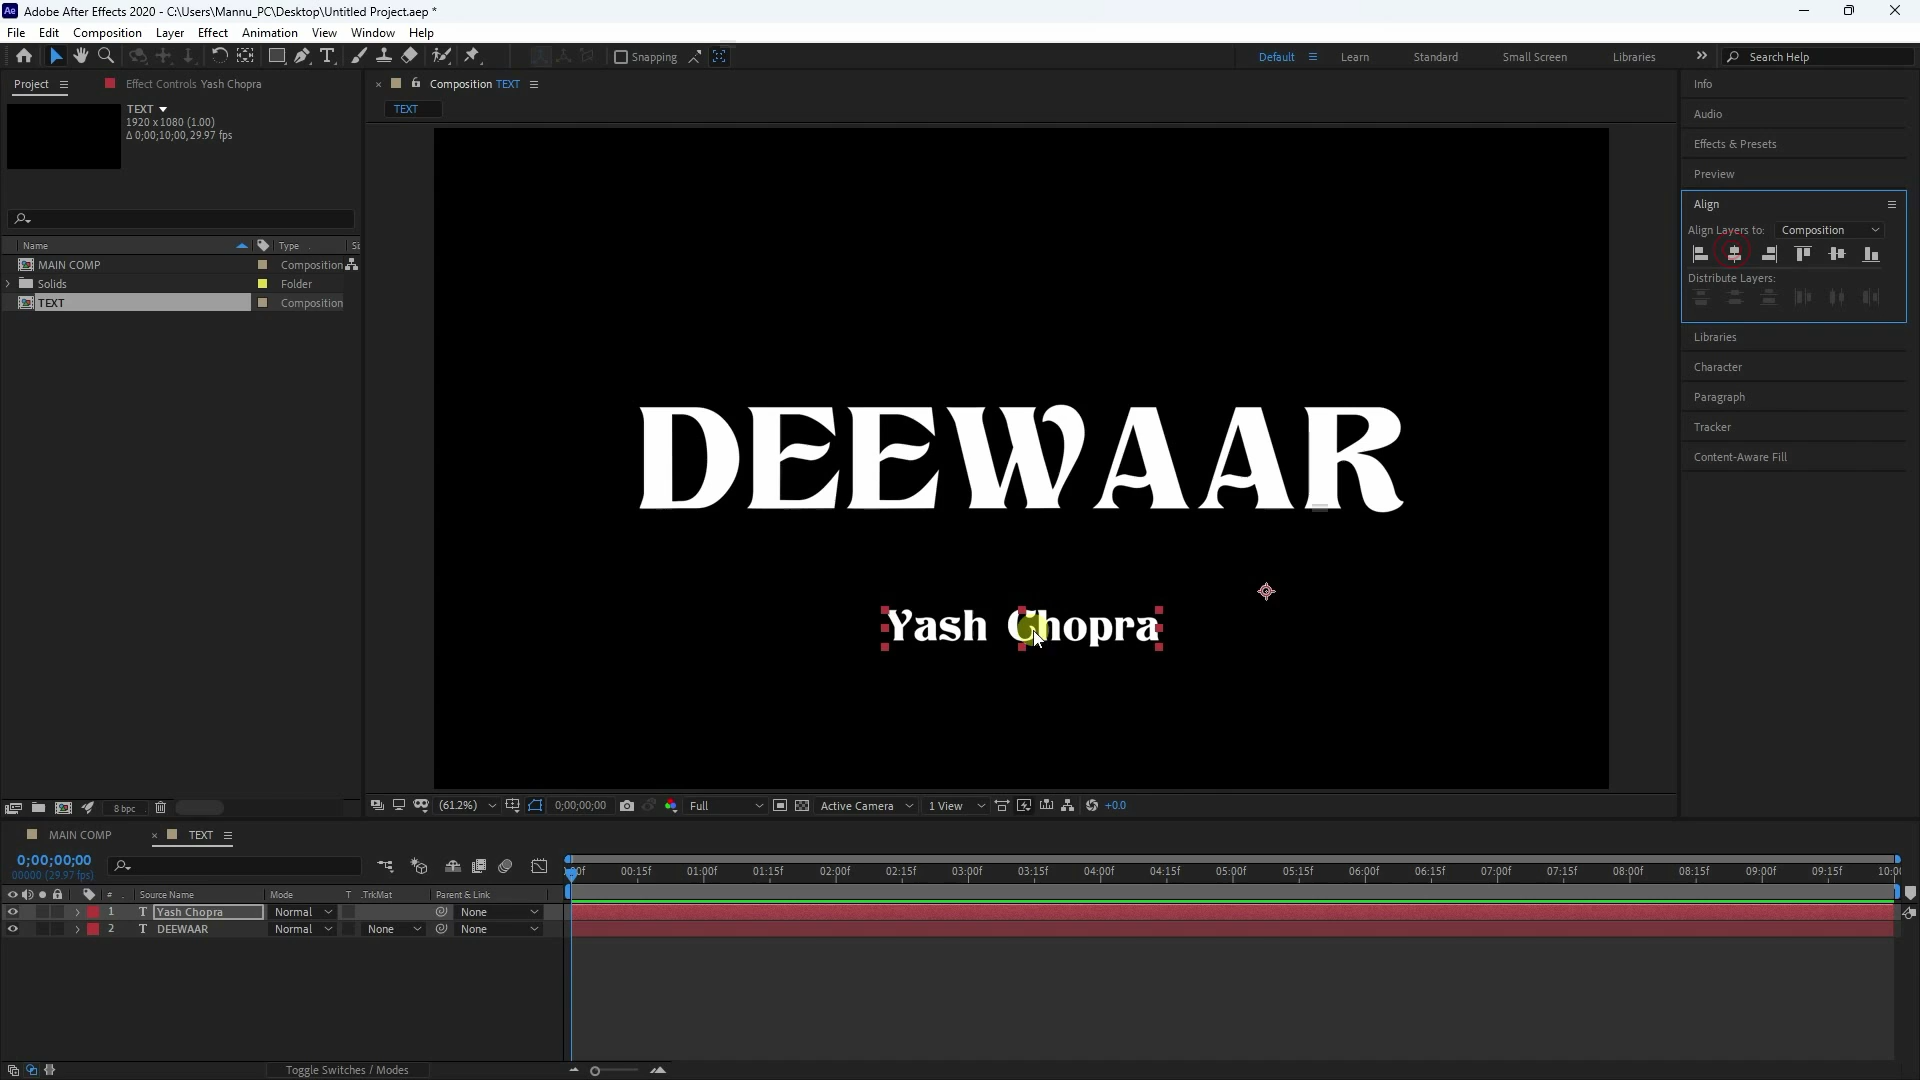 Adobe After Effects 2020 - C:\Users\Mannu_PC\Desktop\Untitled Project.aep *
File Edit Composition Layer Effect Animation View Window Help
Snapping Default Learn Standard Small Screen Libraries Search Help
Project Effect Controls Yash Chopra
TEXT
1920 x 1080 (1.00)
Δ 0;00;10;00, 29.97 fps
Name Type Si
MAIN COMP Composition
Solids Folder
TEXT Composition
8 bpc
Composition TEXT
TEXT
DEEWAAR
Yash Chopra
(61.2%) 0;00;00;00 Full Active Camera 1 View +0.0
Info
Audio
Effects & Presets
Preview
Align
Align Layers to: Composition
Distribute Layers:
Libraries
Character
Paragraph
Tracker
Content-Aware Fill
MAIN COMP TEXT
0;00;00;00
00000 (29.97 fps)
00f 00:15f 01:00f 01:15f 02:00f 02:15f 03:00f 03:15f 04:00f 04:15f 05:00f 05:15f 06:00f 06:15f 07:00f 07:15f 08:00f 08:15f 09:00f 09:15f 10:00
# Source Name Mode T .TrkMat Parent & Link
1 T Yash Chopra Normal None
2 T DEEWAAR Normal None None
Toggle Switches / Modes